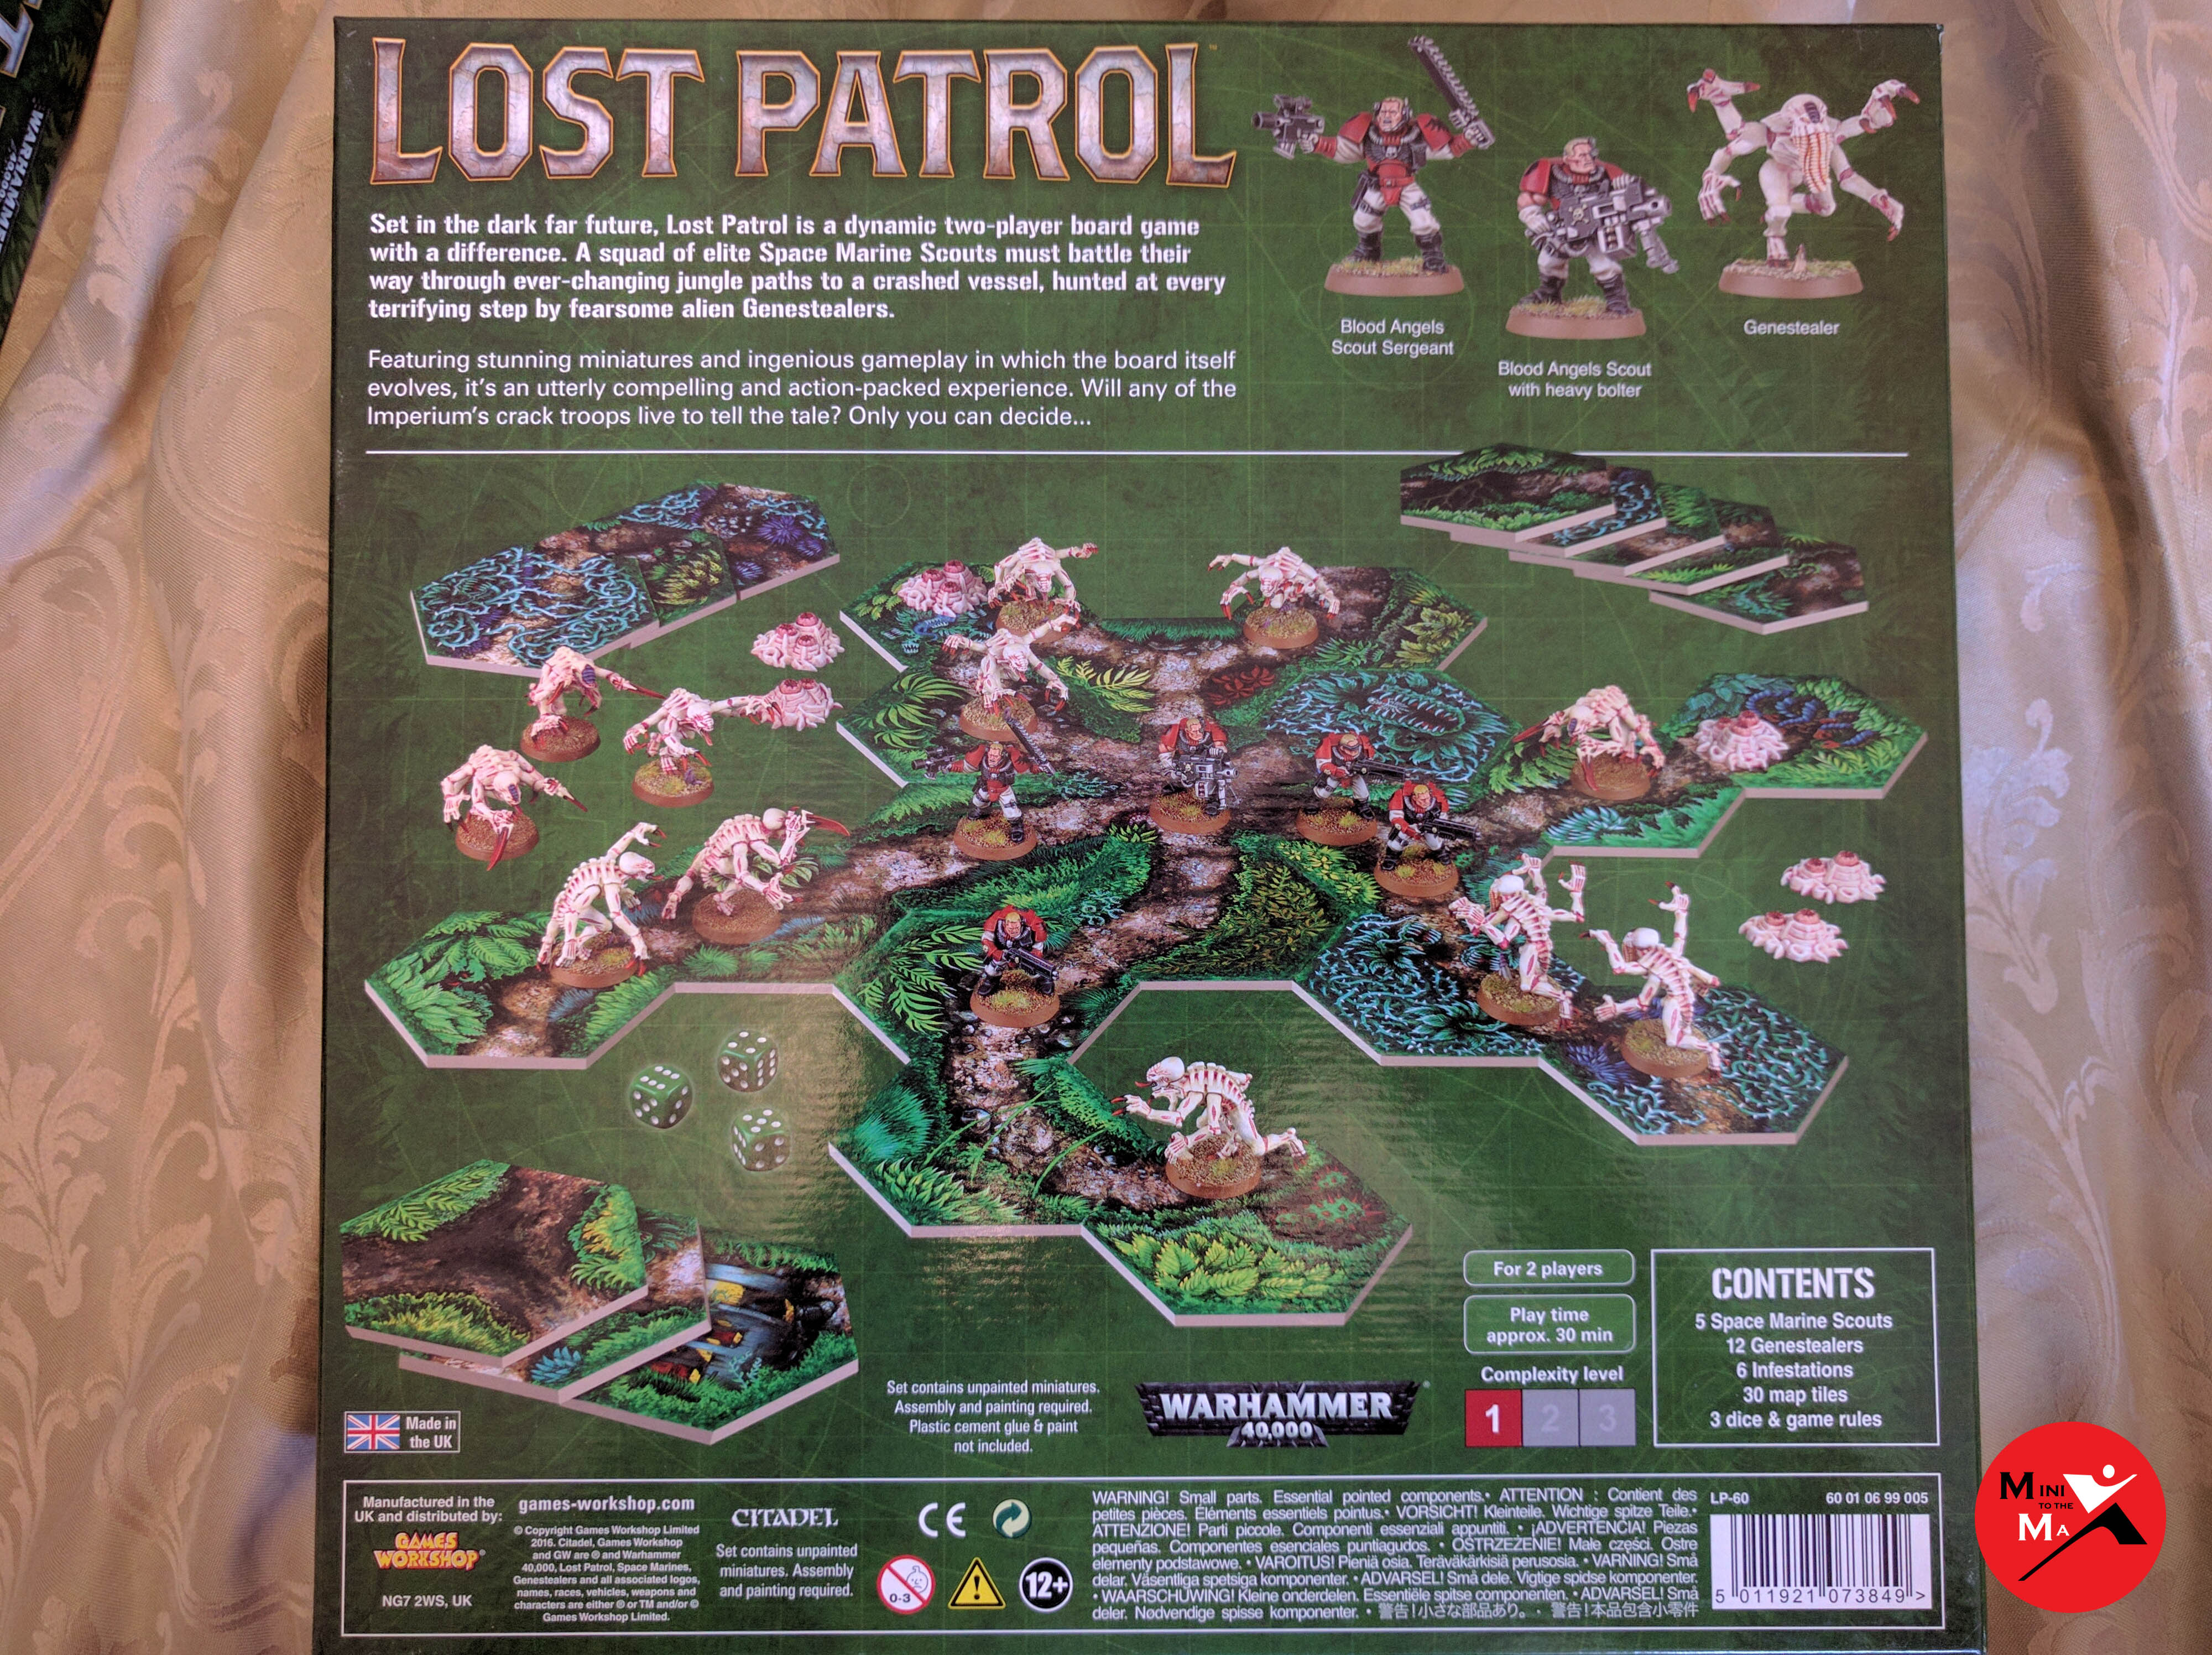 LOST PATROL
Set in the dark far future, Lost Patrol is a dynamic two-player board game
with a difference. A squad of elite Space Marine Scouts must battle their
way through ever-changing jungle paths to a crashed vessel, hunted at every
terrifying step by fearsome alien Genestealers.
Featuring stunning miniatures and ingenious gameplay in which the board itself
evolves, it's an utterly compelling and action-packed experience. Will any of the
Imperium's crack troops live to tell the tale? Only you can decide...
Blood Angels
Scout Sergeant
Blood Angels Scout
with heavy bolter
Genestealer
For 2 players
Play time
approx. 30 min
Complexity level
1 2 3
CONTENTS
5 Space Marine Scouts
12 Genestealers
6 Infestations
30 map tiles
3 dice & game rules
Made in
the UK
Set contains unpainted miniatures.
Assembly and painting required.
Plastic cement glue & paint
not included.
WARHAMMER
40,000
Manufactured in the
UK and distributed by:
GAMES
WORKSHOP®
NG7 2WS, UK
games-workshop.com
© Copyright Games Workshop Limited
2016. Citadel, Games Workshop
and GW are ® and Warhammer
40,000, Lost Patrol, Space Marines,
Genestealers and all associated logos,
names, races, vehicles, weapons and
characters are either ® or TM and/or ©
Games Workshop Limited.
CITADEL
Set contains unpainted
miniatures. Assembly
and painting required.
CE
0-3
12+
WARNING! Small parts. Essential pointed components.• ATTENTION : Contient des
petites pièces. Eléments essentiels pointus.• VORSICHT! Kleinteile. Wichtige spitze Teile.•
ATTENZIONE! Parti piccole. Componenti essenziali appuntiti. • ¡ADVERTENCIA! Piezas
pequeñas. Componentes esenciales puntiagudos. • OSTRZEŻENIE! Małe części. Ostre
elementy podstawowe. • VAROITUS! Pieniä osia. Teräväkärkisiä perusosia. • VARNING! Små
delar. Väsentliga spetsiga komponenter. • ADVARSEL! Små dele. Vigtige spidse komponenter.
• WAARSCHUWING! Kleine onderdelen. Essentiële spitse componenten. • ADVARSEL! Små
deler. Nødvendige spisse komponenter. • 警告!小さな部品あり。 · 警告!本品包含小零件
LP-60 60 01 06 99 005
5 011921 073849 >
MINI
TO THE
MA